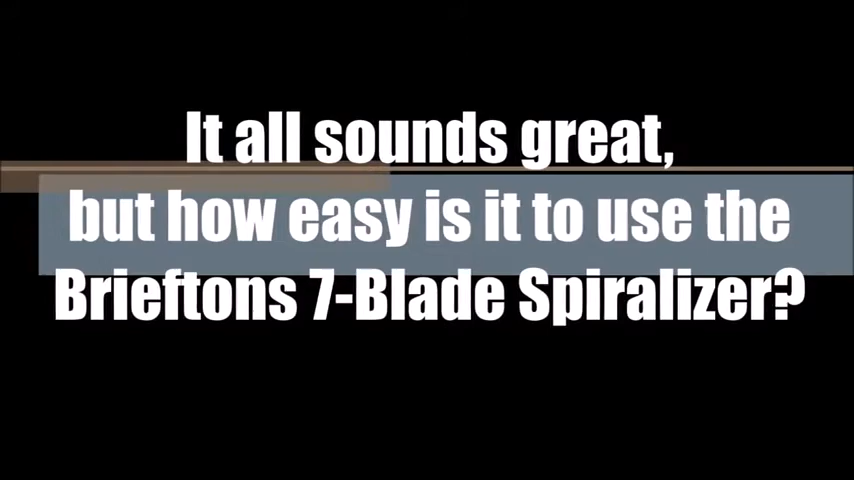 It all sounds great,
but how easy is it to use the
Brieftons 7-Blade Spiralizer?